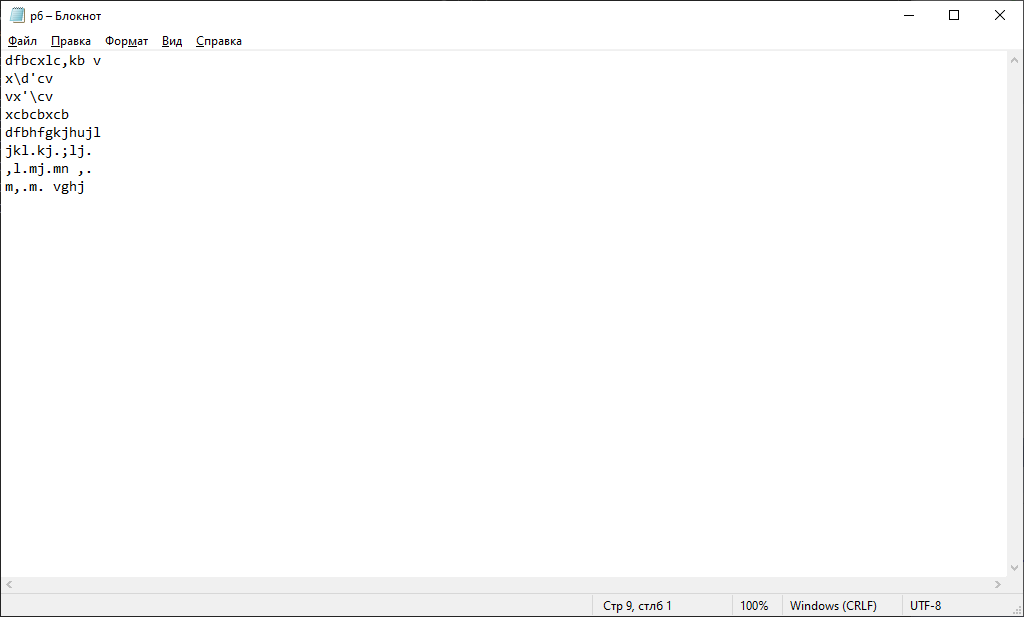 рб – Блокнот
Файл Правка Формат Вид Справка
dfbcxlc,kb v
x\d'cv
vx'\cv
xcbcbxcb
dfbhfgkjhujl
jkl.kj.;lj.
,l.mj.mn ,.
m,.m. vghj
Стр 9, стлб 1 100% Windows (CRLF) UTF-8